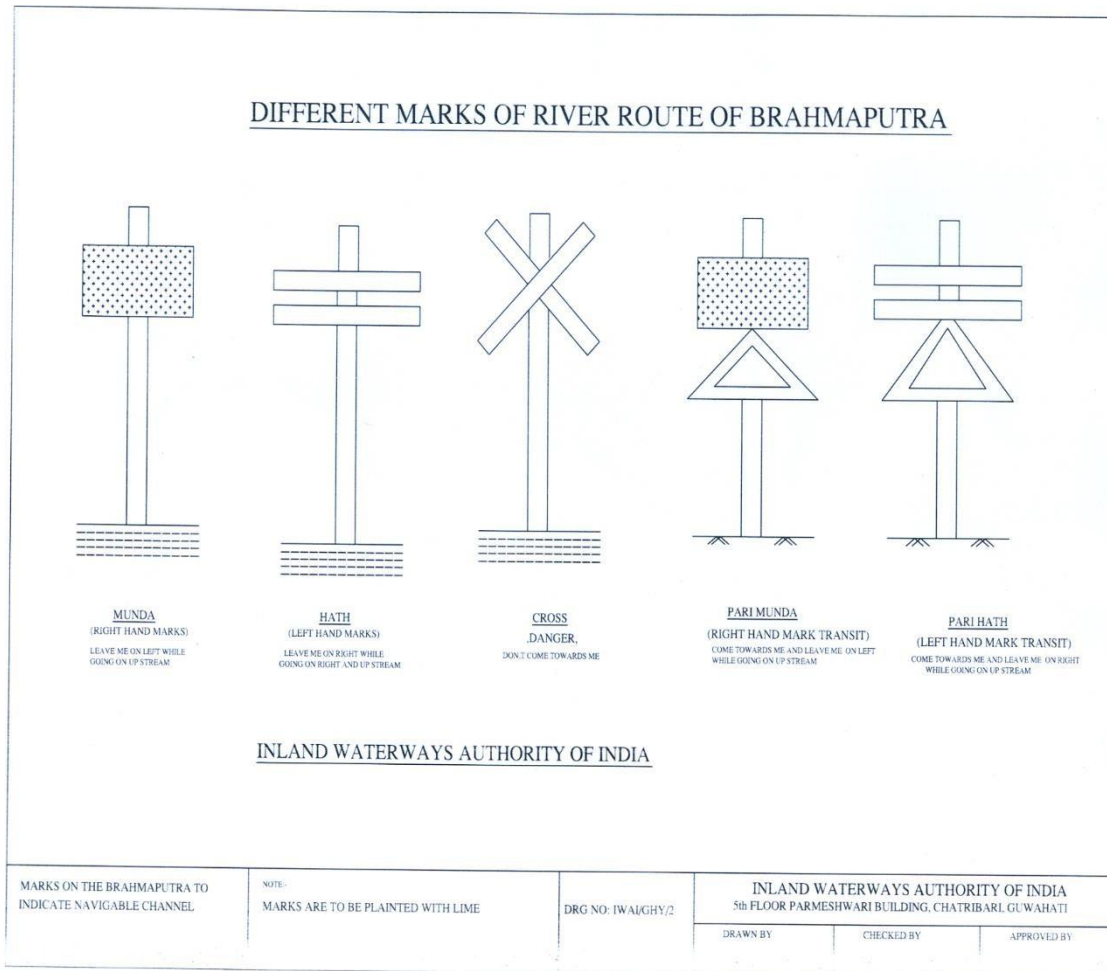 DIFFERENT MARKS OF RIVER ROUTE OF BRAHMAPUTRA
MUNDA
(RIGHT HAND MARKS)
LEAVE ME ON LEFT WHILE
GOING ON UP STREAM
HATH
(LEFT HAND MARKS)
LEAVE ME ON RIGHT WHILE
GOING ON RIGHT AND UP STREAM
CROSS
.DANGER,
DON,T COME TOWARDS ME
PARI MUNDA
(RIGHT HAND MARK TRANSIT)
COME TOWARDS ME AND LEAVE ME ON LEFT
WHILE GOING ON UP STREAM
PARI HATH
(LEFT HAND MARK TRANSIT)
COME TOWARDS ME AND LEAVE ME ON RIGHT
WHILE GOING ON UP STREAM
INLAND WATERWAYS AUTHORITY OF INDIA
MARKS ON THE BRAHMAPUTRA TO
INDICATE NAVIGABLE CHANNEL
NOTE:-
MARKS ARE TO BE PLAINTED WITH LIME
DRG NO: IWAI/GHY/2
INLAND WATERWAYS AUTHORITY OF INDIA
5th FLOOR PARMESHWARI BUILDING, CHATRIBARI, GUWAHATI
DRAWN BY
CHECKED BY
APPROVED BY